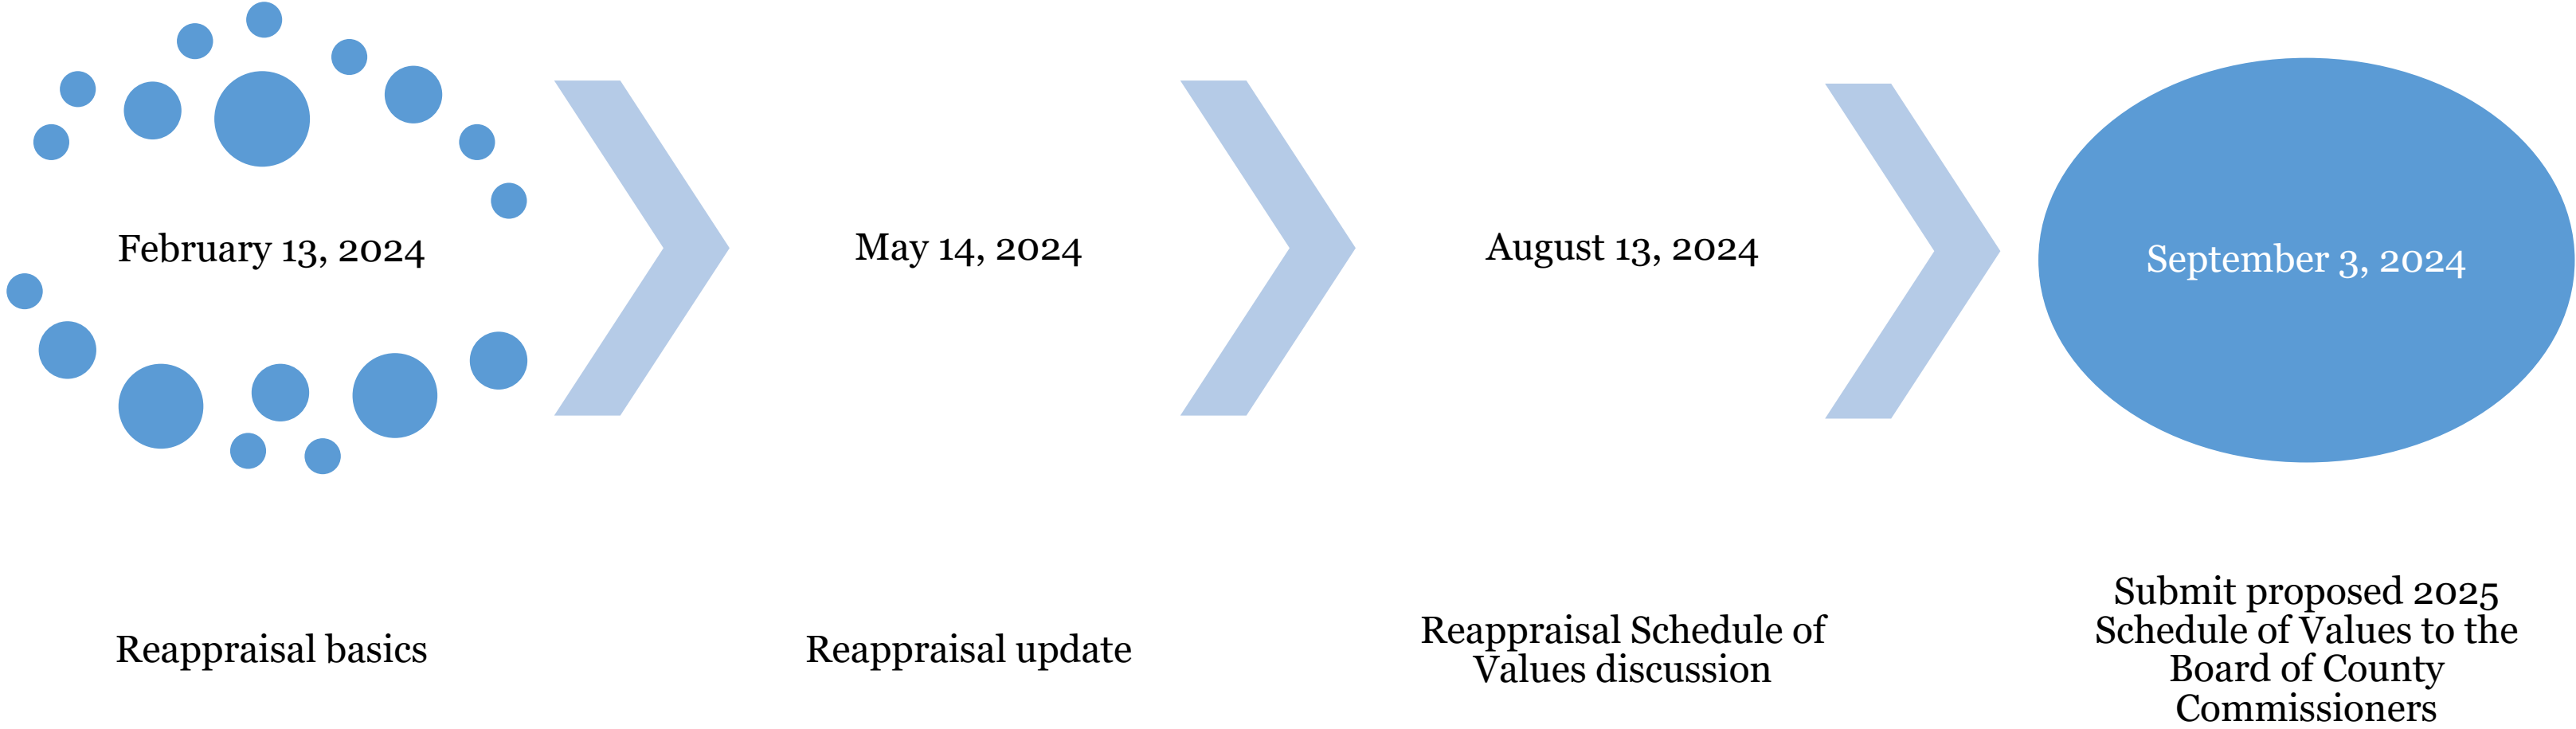 February 13, 2024
May 14, 2024
August 13, 2024
September 3, 2024
Reappraisal basics
Reappraisal update
Reappraisal Schedule of
Values discussion
Submit proposed 2025
Schedule of Values to the
Board of County
Commissioners